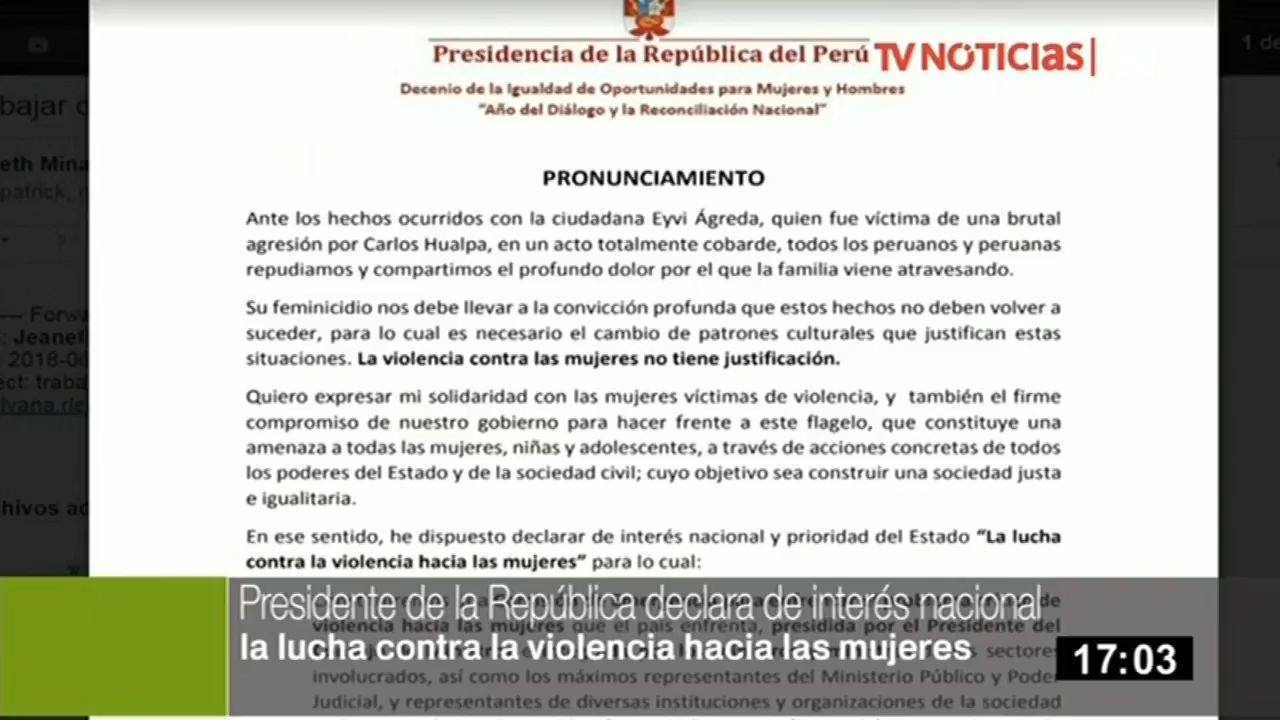 Presidencia de la República del Perú
TV NOTICIAS
Decenio de la Igualdad de Oportunidades para Mujeres y Hombres
“Año del Diálogo y la Reconciliación Nacional”
PRONUNCIAMIENTO
Ante los hechos ocurridos con la ciudadana Eyvi Ágreda, quien fue víctima de una brutal
agresión por Carlos Hualpa, en un acto totalmente cobarde, todos los peruanos y peruanas
repudiamos y compartimos el profundo dolor por el que la familia viene atravesando.
Su feminicidio nos debe llevar a la convicción profunda que estos hechos no deben volver a
suceder, para lo cual es necesario el cambio de patrones culturales que justifican estas
situaciones. La violencia contra las mujeres no tiene justificación.
Quiero expresar mi solidaridad con las mujeres víctimas de violencia, y también el firme
compromiso de nuestro gobierno para hacer frente a este flagelo, que constituye una
amenaza a todas las mujeres, niñas y adolescentes, a través de acciones concretas de todos
los poderes del Estado y de la sociedad civil; cuyo objetivo sea construir una sociedad justa
e igualitaria.
En ese sentido, he dispuesto declarar de interés nacional y prioridad del Estado “La lucha
contra la violencia hacia las mujeres” para lo cual:
violencia hacia las mujeres que el país enfrenta, presidida por el Presidente del
sectores
involucrados, así como los máximos representantes del Ministerio Público y Poder
Judicial, y representantes de diversas instituciones y organizaciones de la sociedad
Presidente de la República declara de interés nacional
la lucha contra la violencia hacia las mujeres
17:03
bajar
eth Mina
patrick,
Forwa
: Jeanet
2018-0
ect: traba
lvana.rie
hivos ad